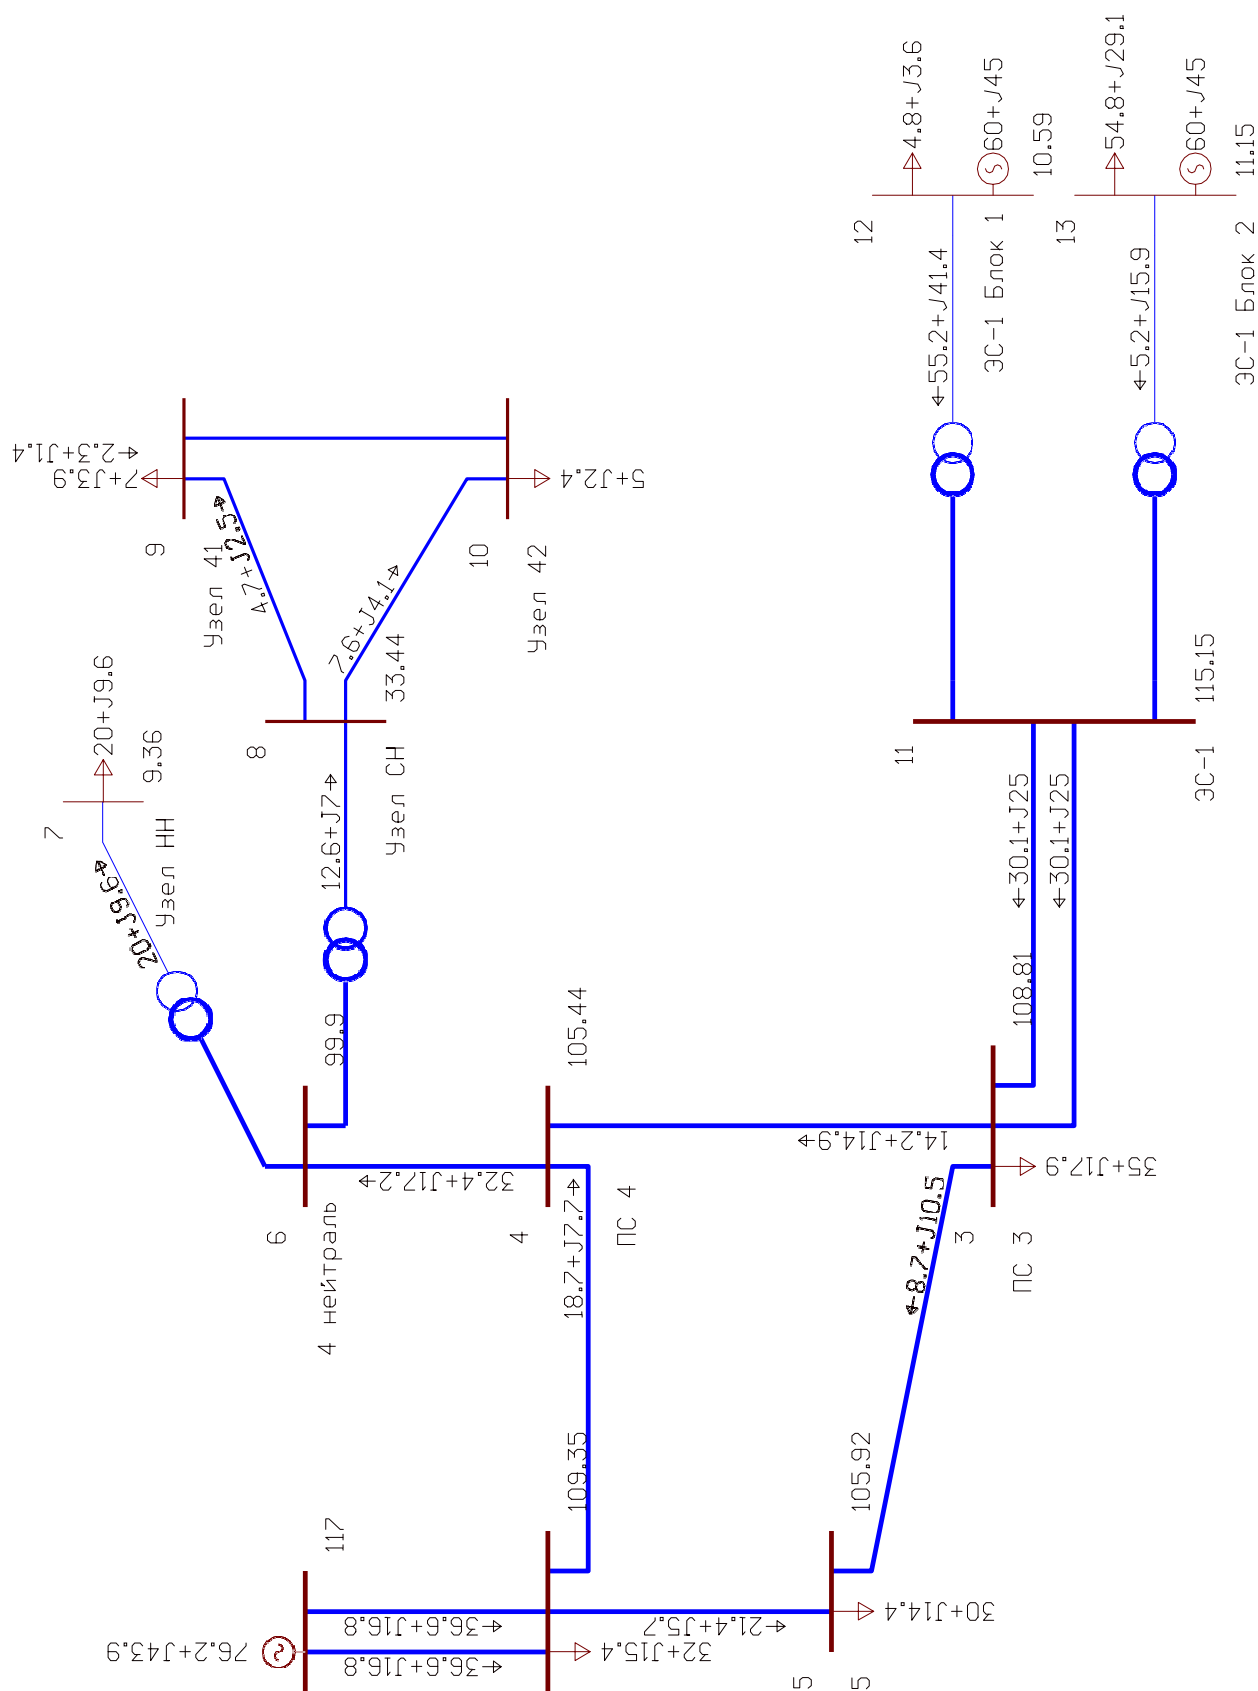 4.8+J3.6
60+J45
10.59
12
←55.2+J41.4
ЭС-1 Блок 1
54.8+J29.1
60+J45
11.15
13
←5.2+J15.9
ЭС-1 Блок 2
←2.3+J1.4
7+J3.9
9
Узел 41
4.7+J2.5→
5+J2.4
10
Узел 42
7.6+J4.1→
33.44
8
Узел СН
12.6+J7→
20+J9.6
9.36
7
Узел НН
20+J9.6→
99.9
6
4 нейтраль
32.4+J17.2→
105.44
4
ПС 4
18.7+J7.7→
14.2+J14.9→
115.15
11
ЭС-1
←30.1+J25
←30.1+J25
108.81
3
ПС 3
35+J17.9
←8.7+J10.5
109.35
105.92
117
76.2+J43.9
←36.6+J16.8
←36.6+J16.8
32+J15.4
←21.4+J5.7
30+J14.4
5
5